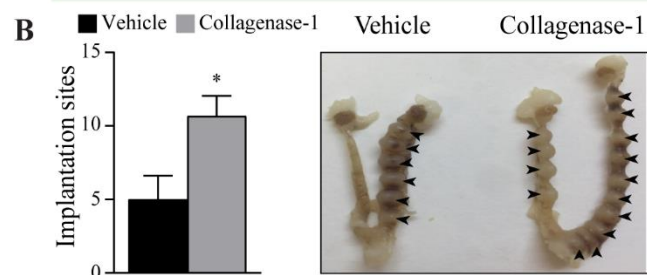 B
Vehicle Collagenase-1
Implantation sites
15
10
5
0
*
Vehicle Collagenase-1